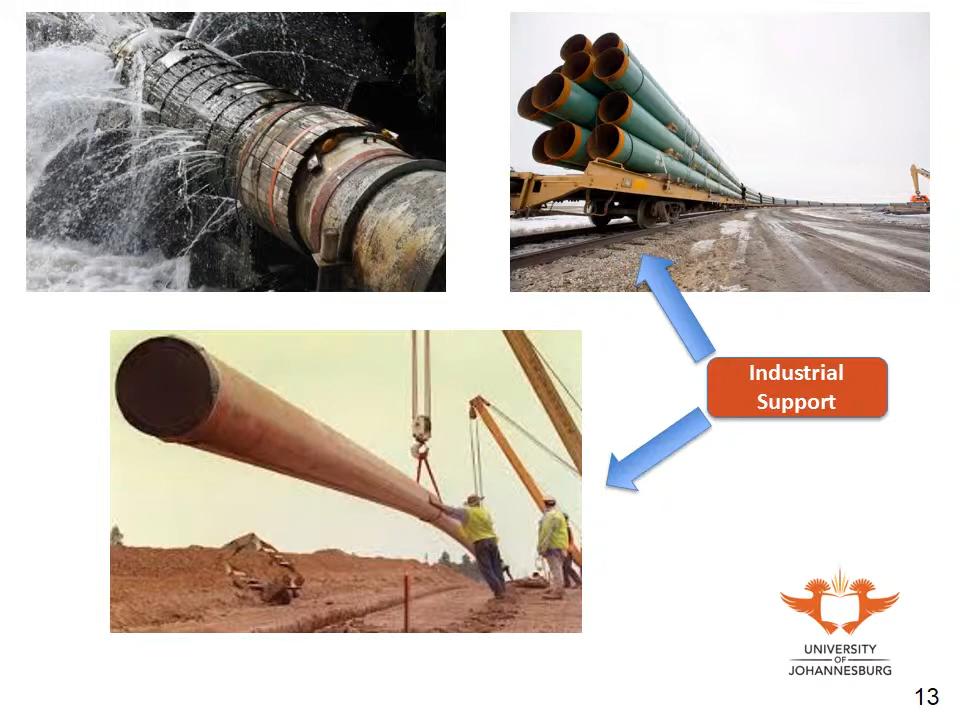 Industrial
Support
UNIVERSITY
OF
JOHANNESBURG
13